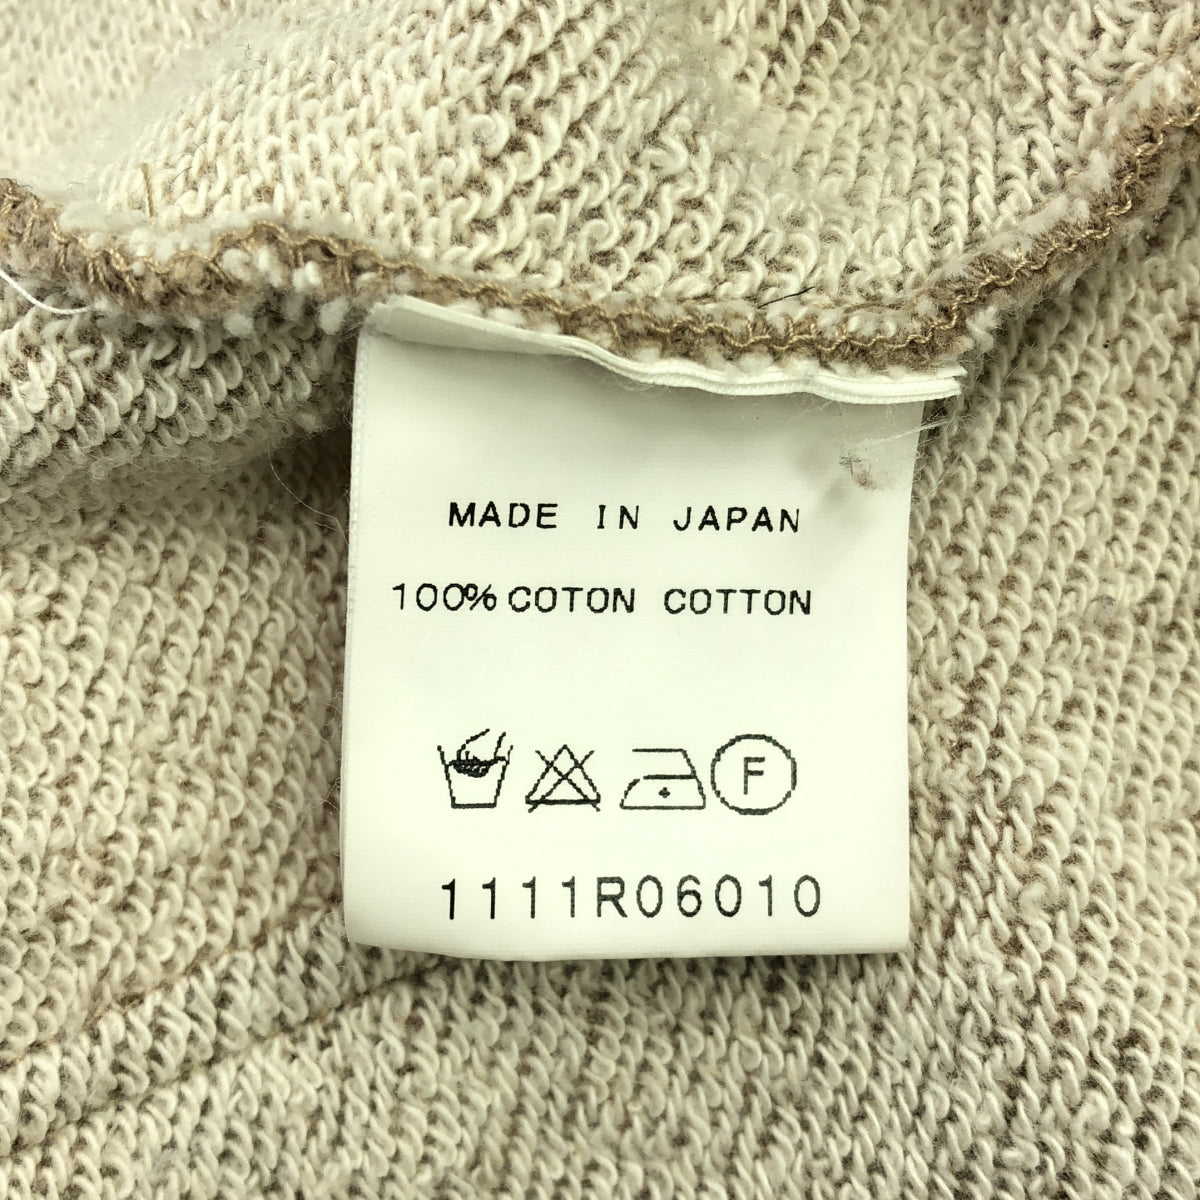 MADE IN JAPAN
100% COTON COTTON
F
1111R06010